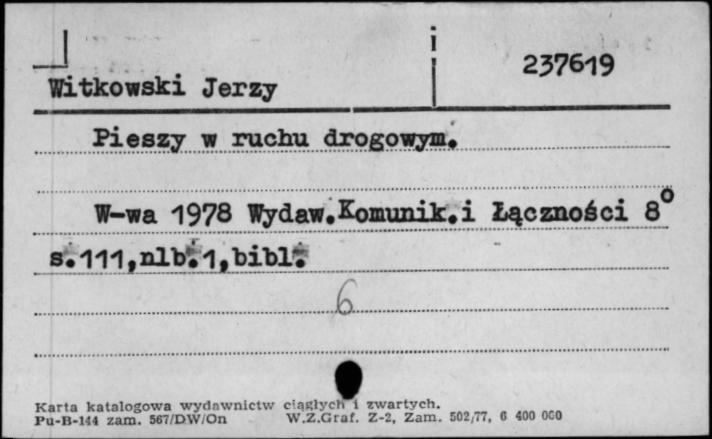 i
237619
Witkowski Jerzy
Pieszy w ruchu drogowym.
W-wa 1978 Wydaw.Komunik.i Łączności 8°
s.111,nlb.1,bibl.
6
Karta katalogowa wydawnictw ciągłych i zwartych.
Pu-B-144 zam. 567/DW/On W.Z.Graf. Z-2, Zam. 502/77, 6 400 000